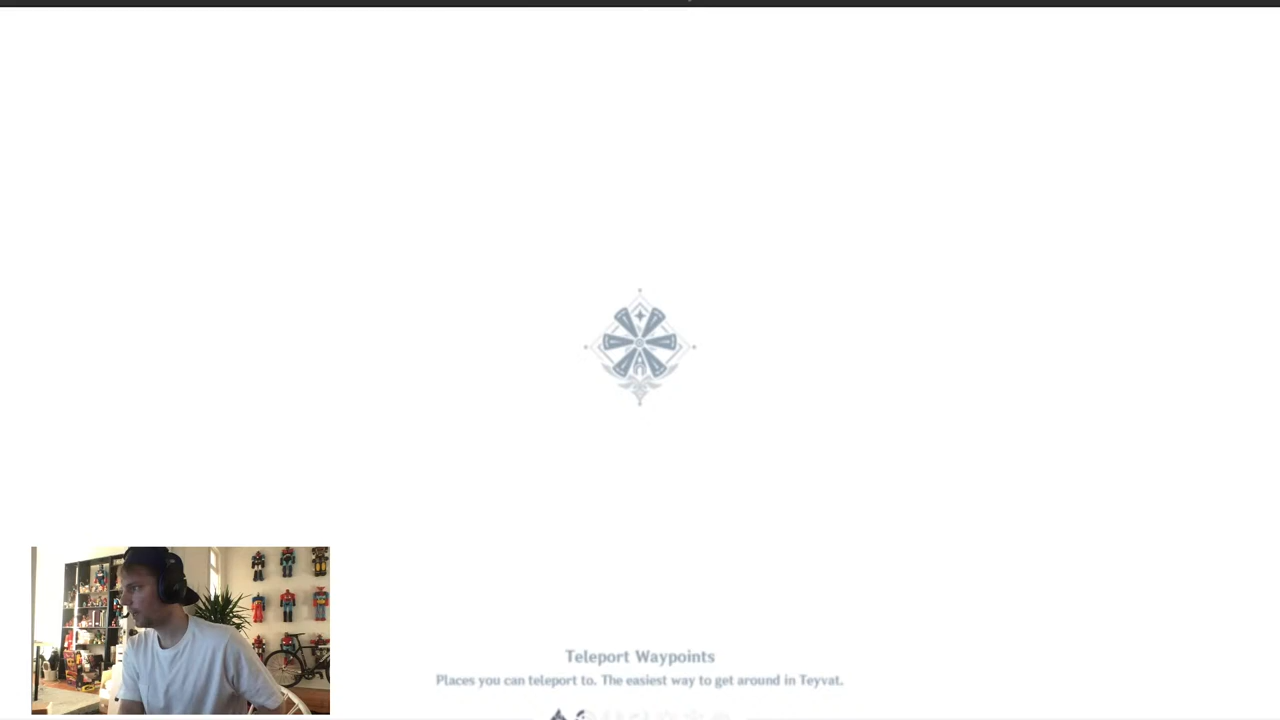 Teleport Waypoints
Places you can teleport to. The easiest way to get around in Teyvat.